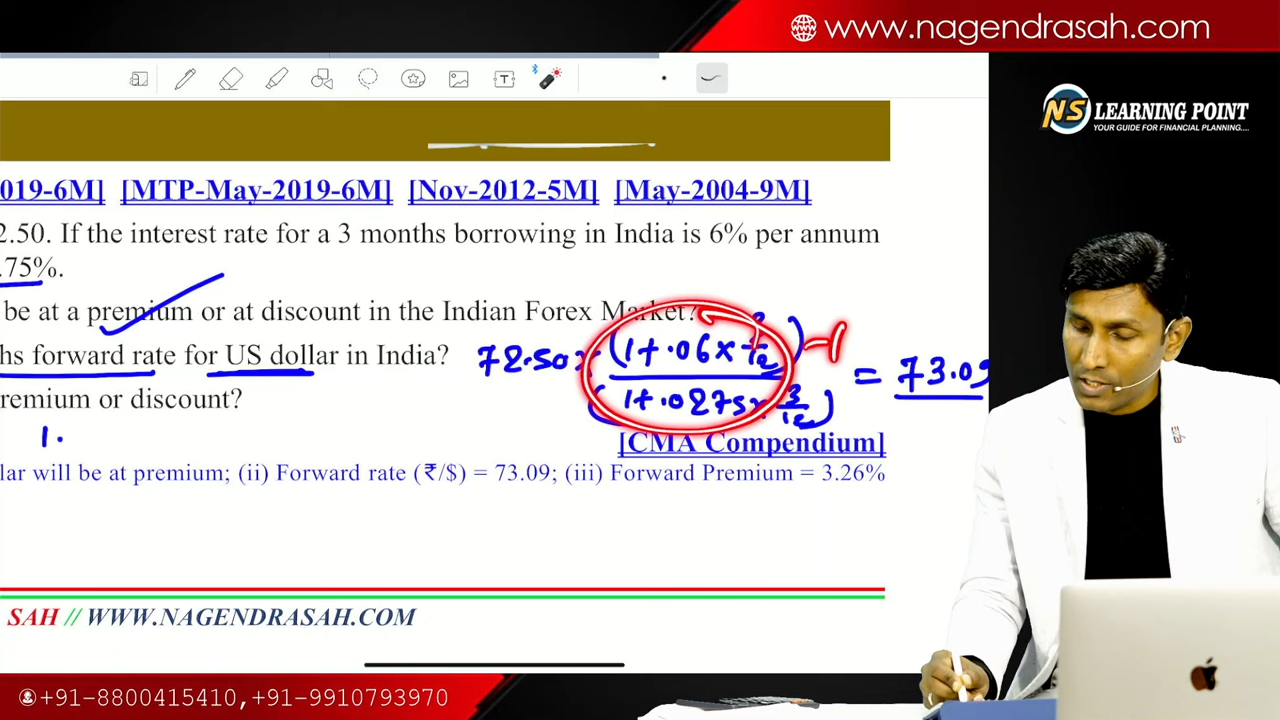 www.nagendrasah.com
NS LEARNING POINT
YOUR GUIDE FOR FINANCIAL PLANNING....
019-6M] [MTP-May-2019-6M] [Nov-2012-5M] [May-2004-9M]
2.50. If the interest rate for a 3 months borrowing in India is 6% per annum
.75%.
be at a premium or at discount in the Indian Forex Market?
hs forward rate for US dollar in India?
72.50 x (1+.06 x 3/12) -1
(1+.0275 x 3/12)
= 73.09
remium or discount?
1.
[CMA Compendium]
lar will be at premium; (ii) Forward rate (₹/$) = 73.09; (iii) Forward Premium = 3.26%
SAH // WWW.NAGENDRASAH.COM
+91-8800415410,+91-9910793970